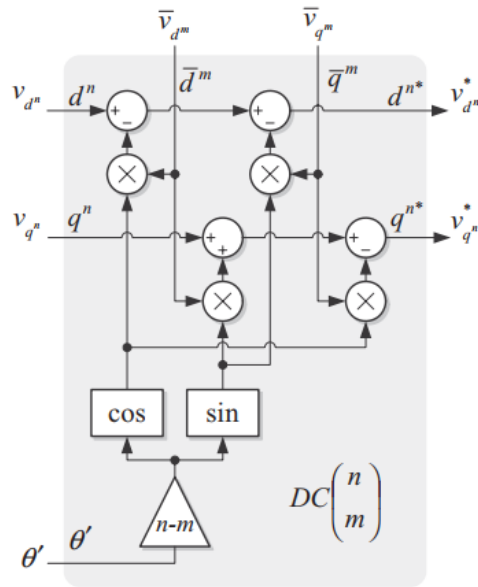 v̄_{d^m} v̄_{q^m}
d̄^m q̄^m
v_{d^n} d^n + − + − d^{n*} v*_{d^n}
× ×
v_{q^n} q^n + + + − q^{n*} v*_{q^n}
× ×
cos sin
n-m DC(n m)
θ' θ'